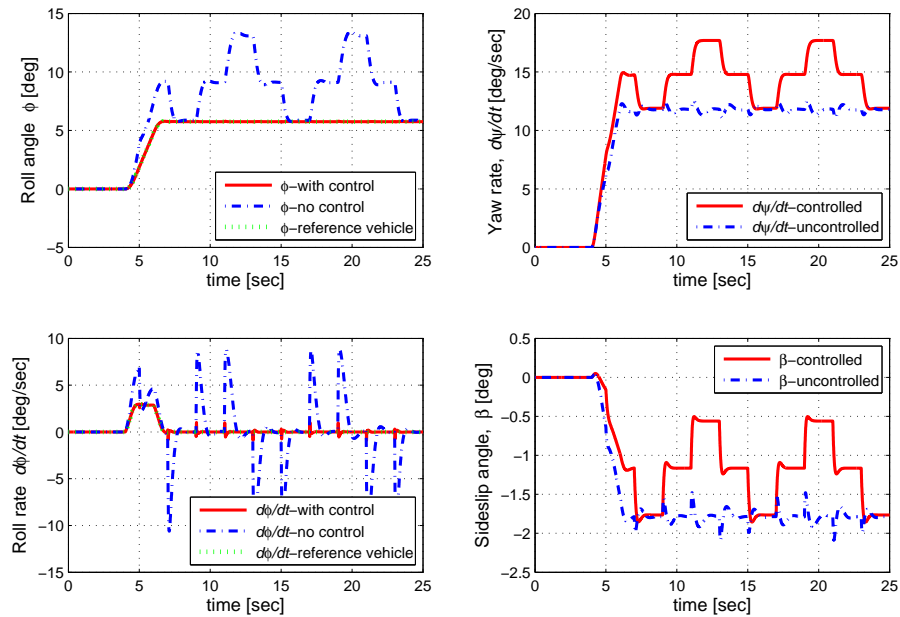 15
10
5
0
−5
0
5
10
15
20
25
Roll angle ϕ [deg]
time [sec]
ϕ−with control
ϕ−no control
ϕ−reference vehicle
20
15
10
5
0
0
5
10
15
20
25
Yaw rate, dψ/dt [deg/sec]
time [sec]
dψ/dt−controlled
dψ/dt−uncontrolled
10
5
0
−5
−10
−15
0
5
10
15
20
25
Roll rate dϕ/dt [deg/sec]
time [sec]
dϕ/dt−with control
dϕ/dt−no control
dϕ/dt−reference vehicle
0.5
0
−0.5
−1
−1.5
−2
−2.5
0
5
10
15
20
25
Sideslip angle, β [deg]
time [sec]
β−controlled
β−uncontrolled